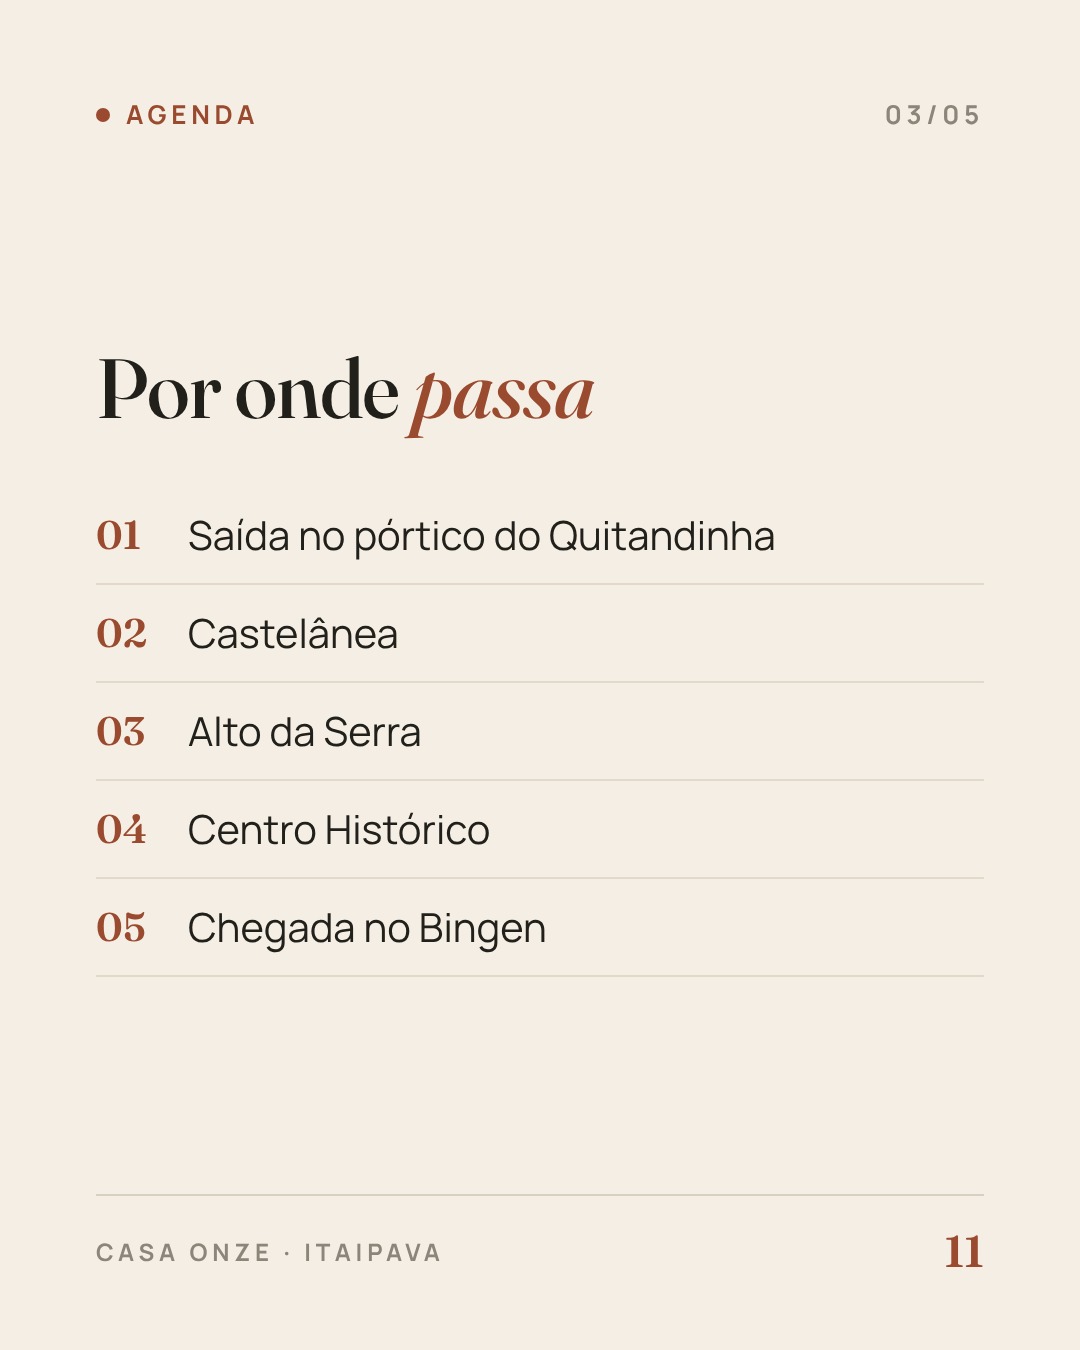 AGENDA
03/05
Por onde passa
01 Saída no pórtico do Quitandinha
02 Castelânea
03 Alto da Serra
04 Centro Histórico
05 Chegada no Bingen
CASA ONZE · ITAIPAVA
11